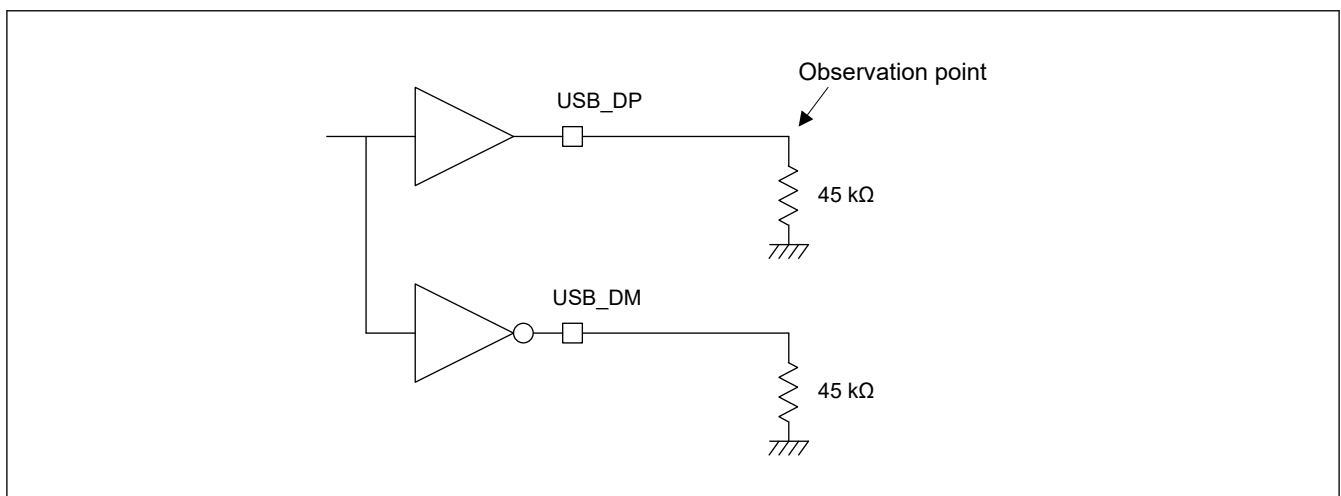 Observation point
USB_DP
45 kΩ
USB_DM
45 kΩ